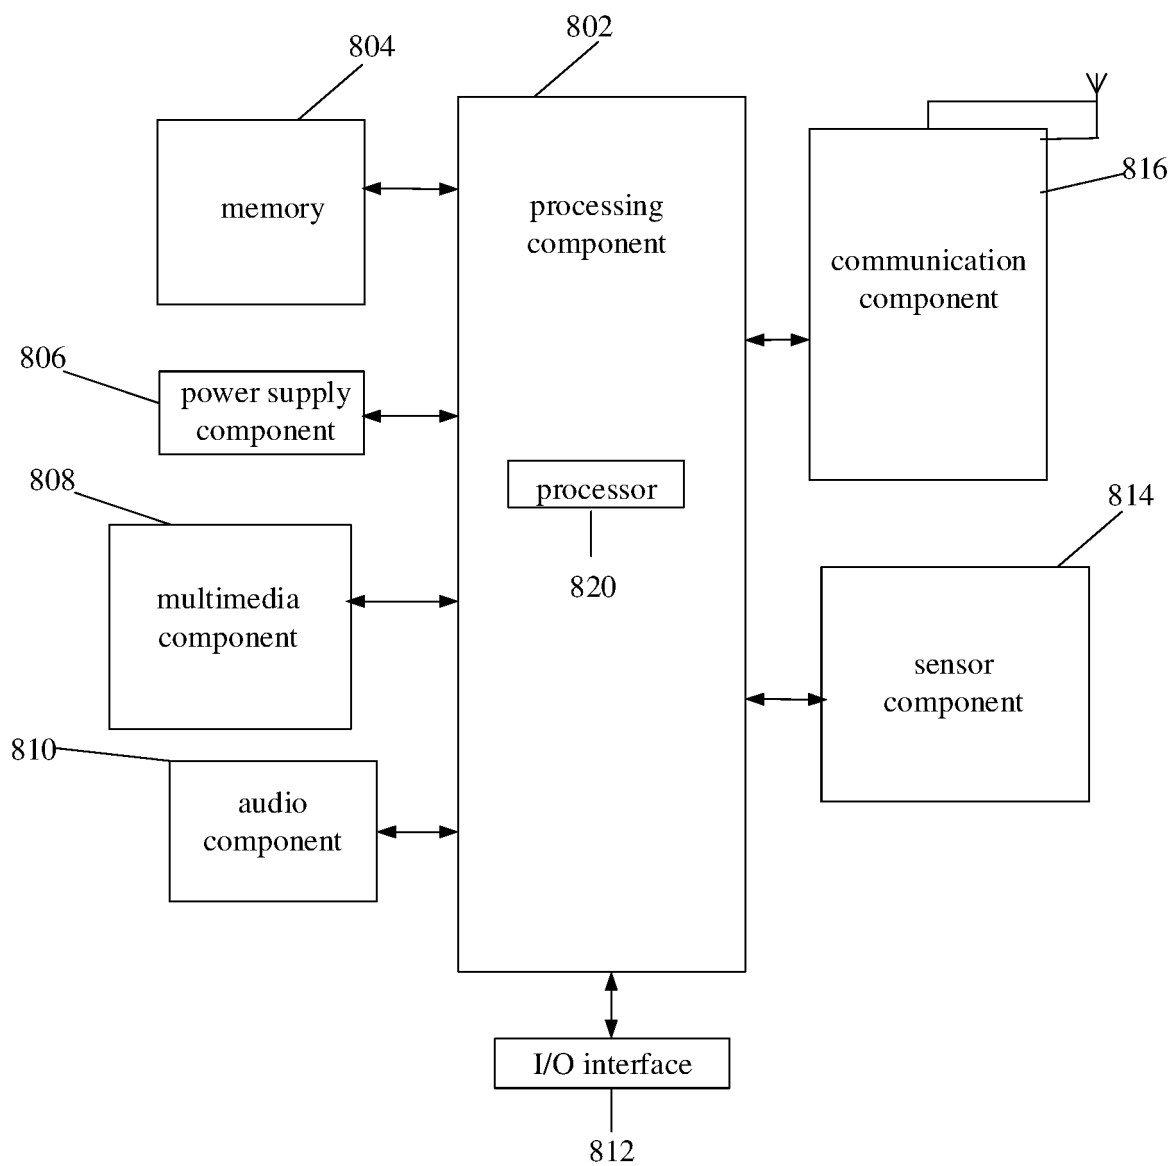 802
804
memory
processing
component
816
communication
component
806
power supply
component
808
processor
820
814
multimedia
component
sensor
component
810
audio
component
I/O interface
812